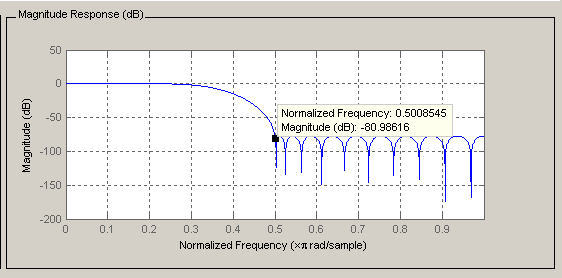 Magnitude Response (dB)
50
0
-50
-100
-150
-200
Magnitude (dB)
Normalized Frequency: 0.5008545
Magnitude (dB): -80.98616
0 0.1 0.2 0.3 0.4 0.5 0.6 0.7 0.8 0.9
Normalized Frequency (×π rad/sample)